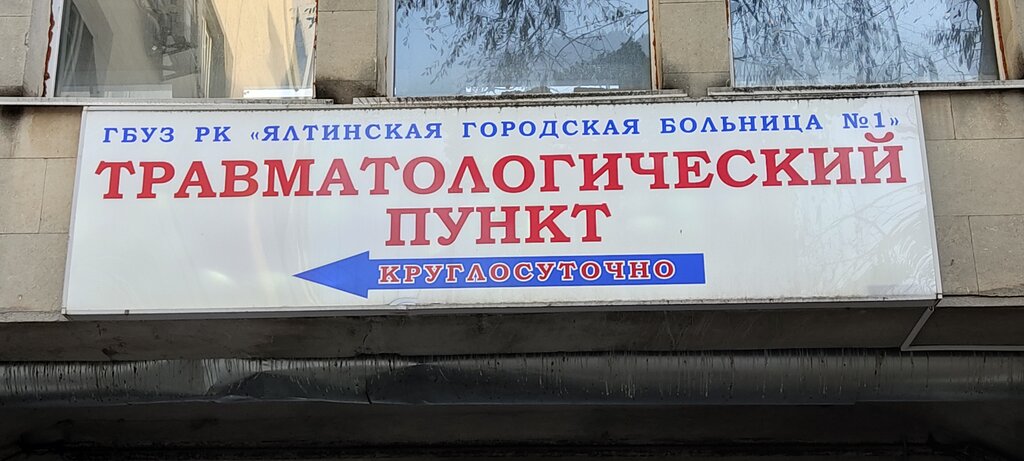 ГБУЗ РК «ЯЛТИНСКАЯ ГОРОДСКАЯ БОЛЬНИЦА №1»
ТРАВМАТОЛОГИЧЕСКИЙ
ПУНКТ
КРУГЛОСУТОЧНО